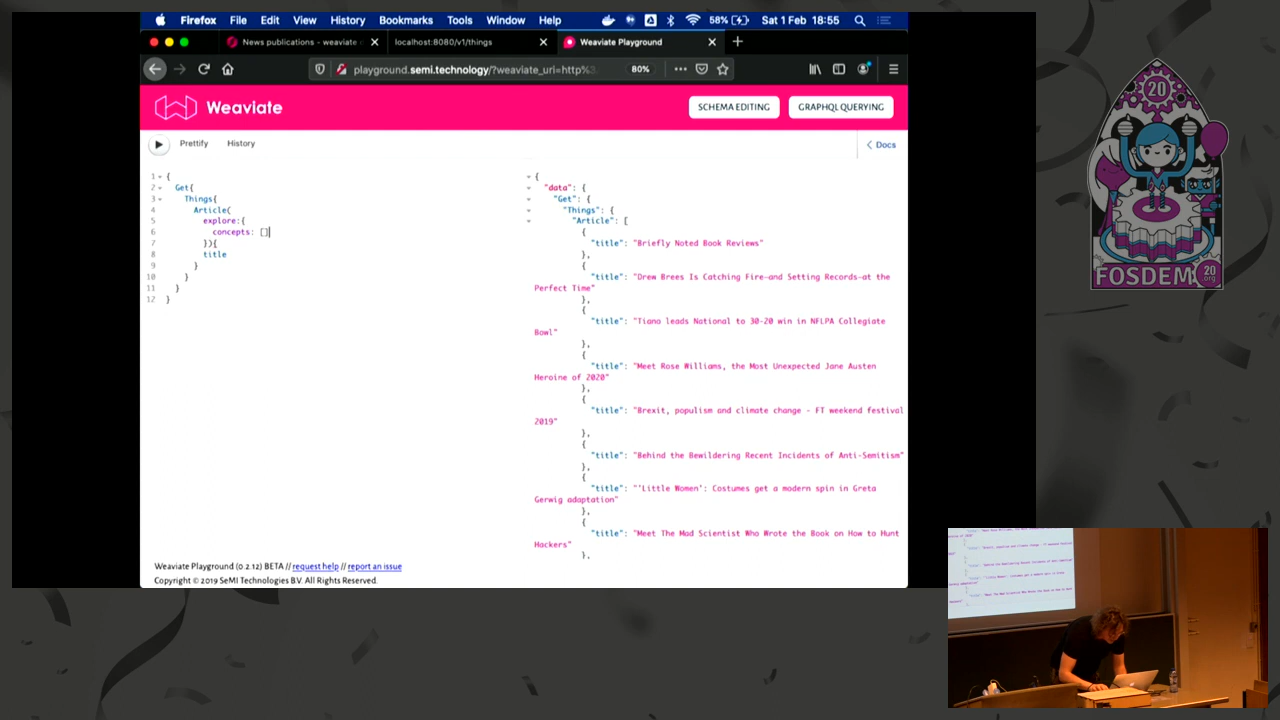 Firefox File Edit View History Bookmarks Tools Window Help 58% Sat 1 Feb 18:55
News publications - weaviate localhost:8080/v1/things Weaviate Playground
playground.semi.technology/?weaviate_uri=http%3 80%
Weaviate SCHEMA EDITING GRAPHQL QUERYING
Prettify History Docs
1 {
2 Get{
3 Things{
4 Article(
5 explore:{
6 concepts: []
7 }){
8 title
9 }
10 }
11 }
12 }
{
"data": {
"Get": {
"Things": {
"Article": [
{
"title": "Briefly Noted Book Reviews"
},
{
"title": "Drew Brees Is Catching Fire—and Setting Records—at the
Perfect Time"
},
{
"title": "Tiano leads National to 30-20 win in NFLPA Collegiate
Bowl"
},
{
"title": "Meet Rose Williams, the Most Unexpected Jane Austen
Heroine of 2020"
},
{
"title": "Brexit, populism and climate change - FT weekend festival
2019"
},
{
"title": "Behind the Bewildering Recent Incidents of Anti-Semitism"
},
{
"title": "'Little Women': Costumes get a modern spin in Greta
Gerwig adaptation"
},
{
"title": "Meet The Mad Scientist Who Wrote the Book on How to Hunt
Hackers"
},
Weaviate Playground (0.2.12) BETA // request help // report an issue
Copyright © 2019 SeMI Technologies B.V. All Rights Reserved.
20
FOSDEM 20
.org